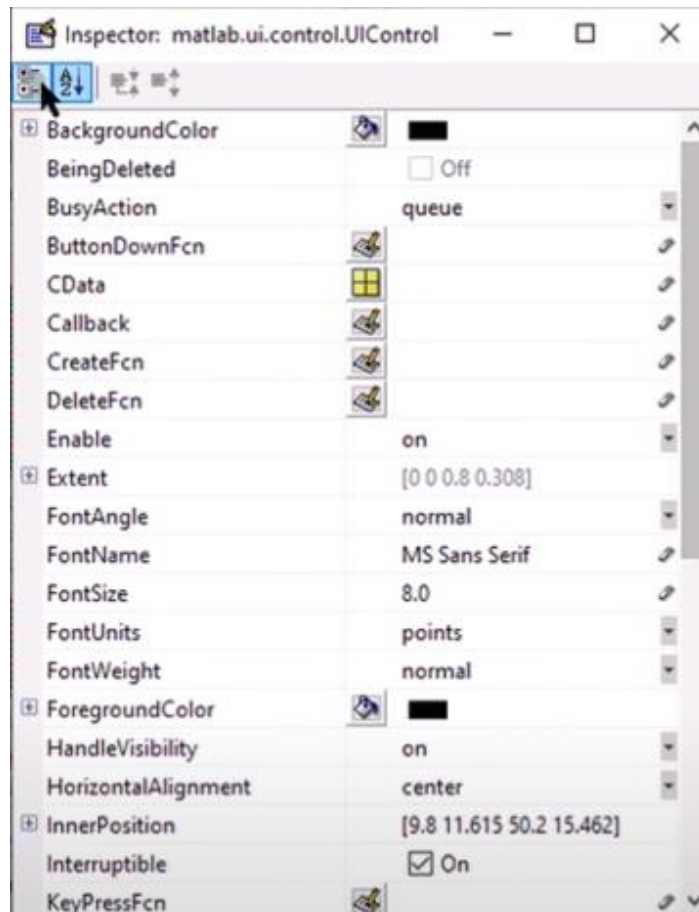 Inspector: matlab.ui.control.UIControl
BackgroundColor
BeingDeleted Off
BusyAction queue
ButtonDownFcn
CData
Callback
CreateFcn
DeleteFcn
Enable on
Extent [0 0 0.8 0.308]
FontAngle normal
FontName MS Sans Serif
FontSize 8.0
FontUnits points
FontWeight normal
ForegroundColor
HandleVisibility on
HorizontalAlignment center
InnerPosition [9.8 11.615 50.2 15.462]
Interruptible On
KeyPressFcn